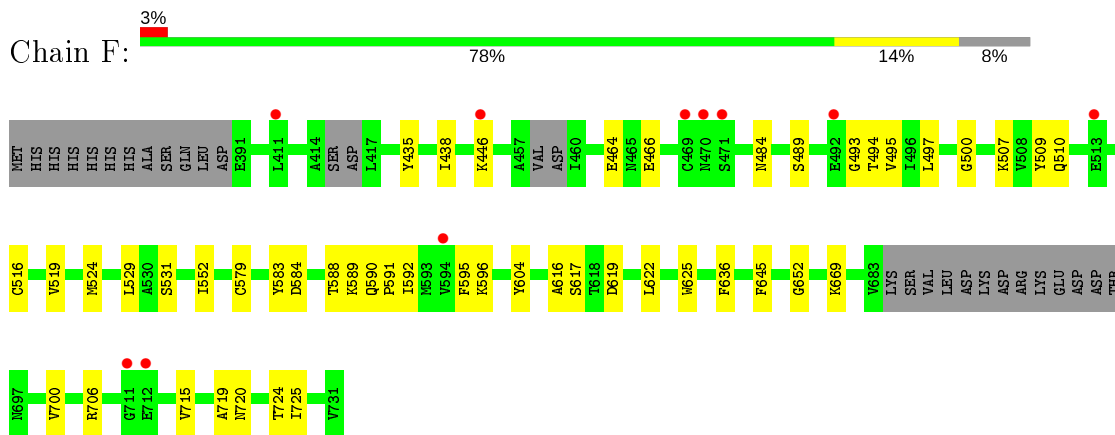 3%
Chain F:
78% 14% 8%
MET HIS HIS HIS HIS HIS HIS ALA SER GLN LEU ASP E391 L411 A414 SER ASP L417 Y435 I438 K446 A457 VAL ASP I460 E464 N465 E466 C469 N470 S471 N484 S489 E492 G493 T494 V495 I496 L497 G500 K507 V508 Y509 Q510 E513
C516 V519 M524 L529 A530 S531 I552 C579 Y583 D584 T588 K589 Q590 P591 I592 M593 V594 F595 K596 Y604 A616 S617 T618 D619 L622 W625 F636 F645 G652 K669 V683 LYS SER VAL LEU ASP LYS ASP ARG LYS GLU ASP ASP THR
N697 V700 R706 G711 E712 V715 A719 N720 T724 I725 V731